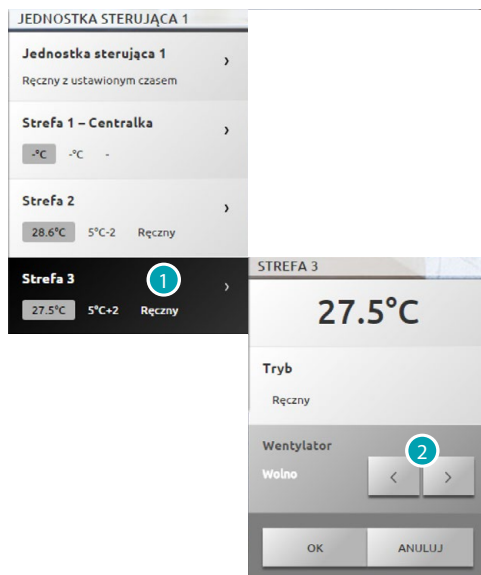 JEDNOSTKA STERUJĄCA 1
Jednostka sterująca 1
Ręczny z ustawionym czasem
Strefa 1 – Centralka
-°C -°C -
Strefa 2
28.6°C 5°C-2 Ręczny
Strefa 3 1
27.5°C 5°C+2 Ręczny
STREFA 3
27.5°C
Tryb
Ręczny
Wentylator 2
Wolno
OK ANULUJ